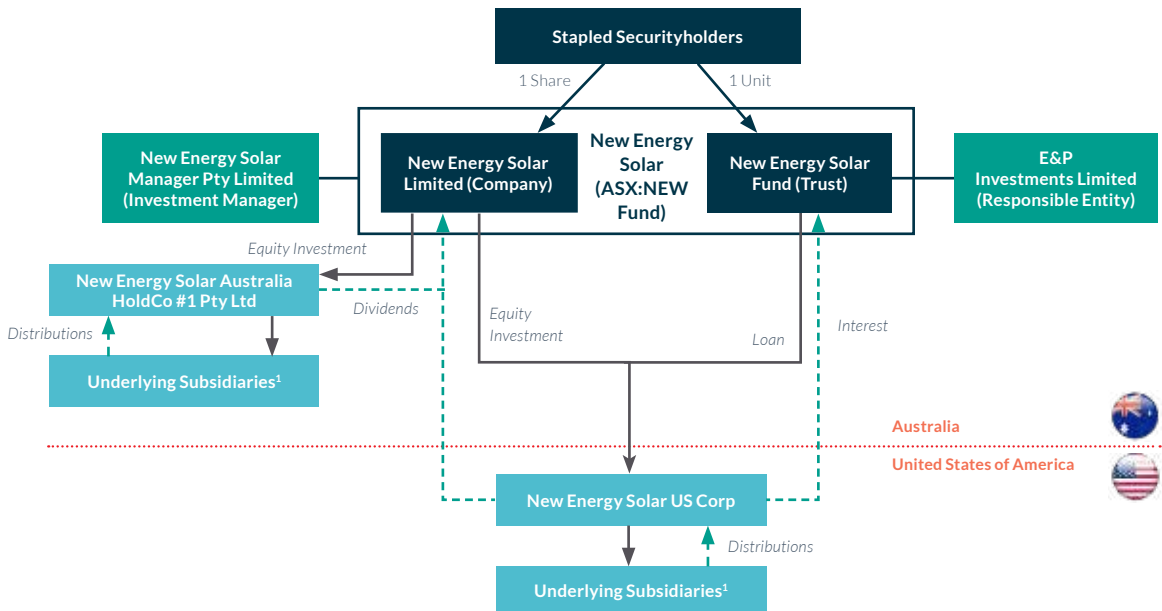 Stapled Securityholders
1 Share
1 Unit
New Energy Solar
Manager Pty Limited
(Investment Manager)
New Energy Solar
Limited (Company)
New Energy
Solar
(ASX:NEW
Fund)
New Energy Solar
Fund (Trust)
E&P
Investments Limited
(Responsible Entity)
Equity Investment
New Energy Solar Australia
HoldCo #1 Pty Ltd
Dividends
Equity
Investment
Loan
Interest
Distributions
Underlying Subsidiaries¹
Australia
United States of America
New Energy Solar US Corp
Distributions
Underlying Subsidiaries¹